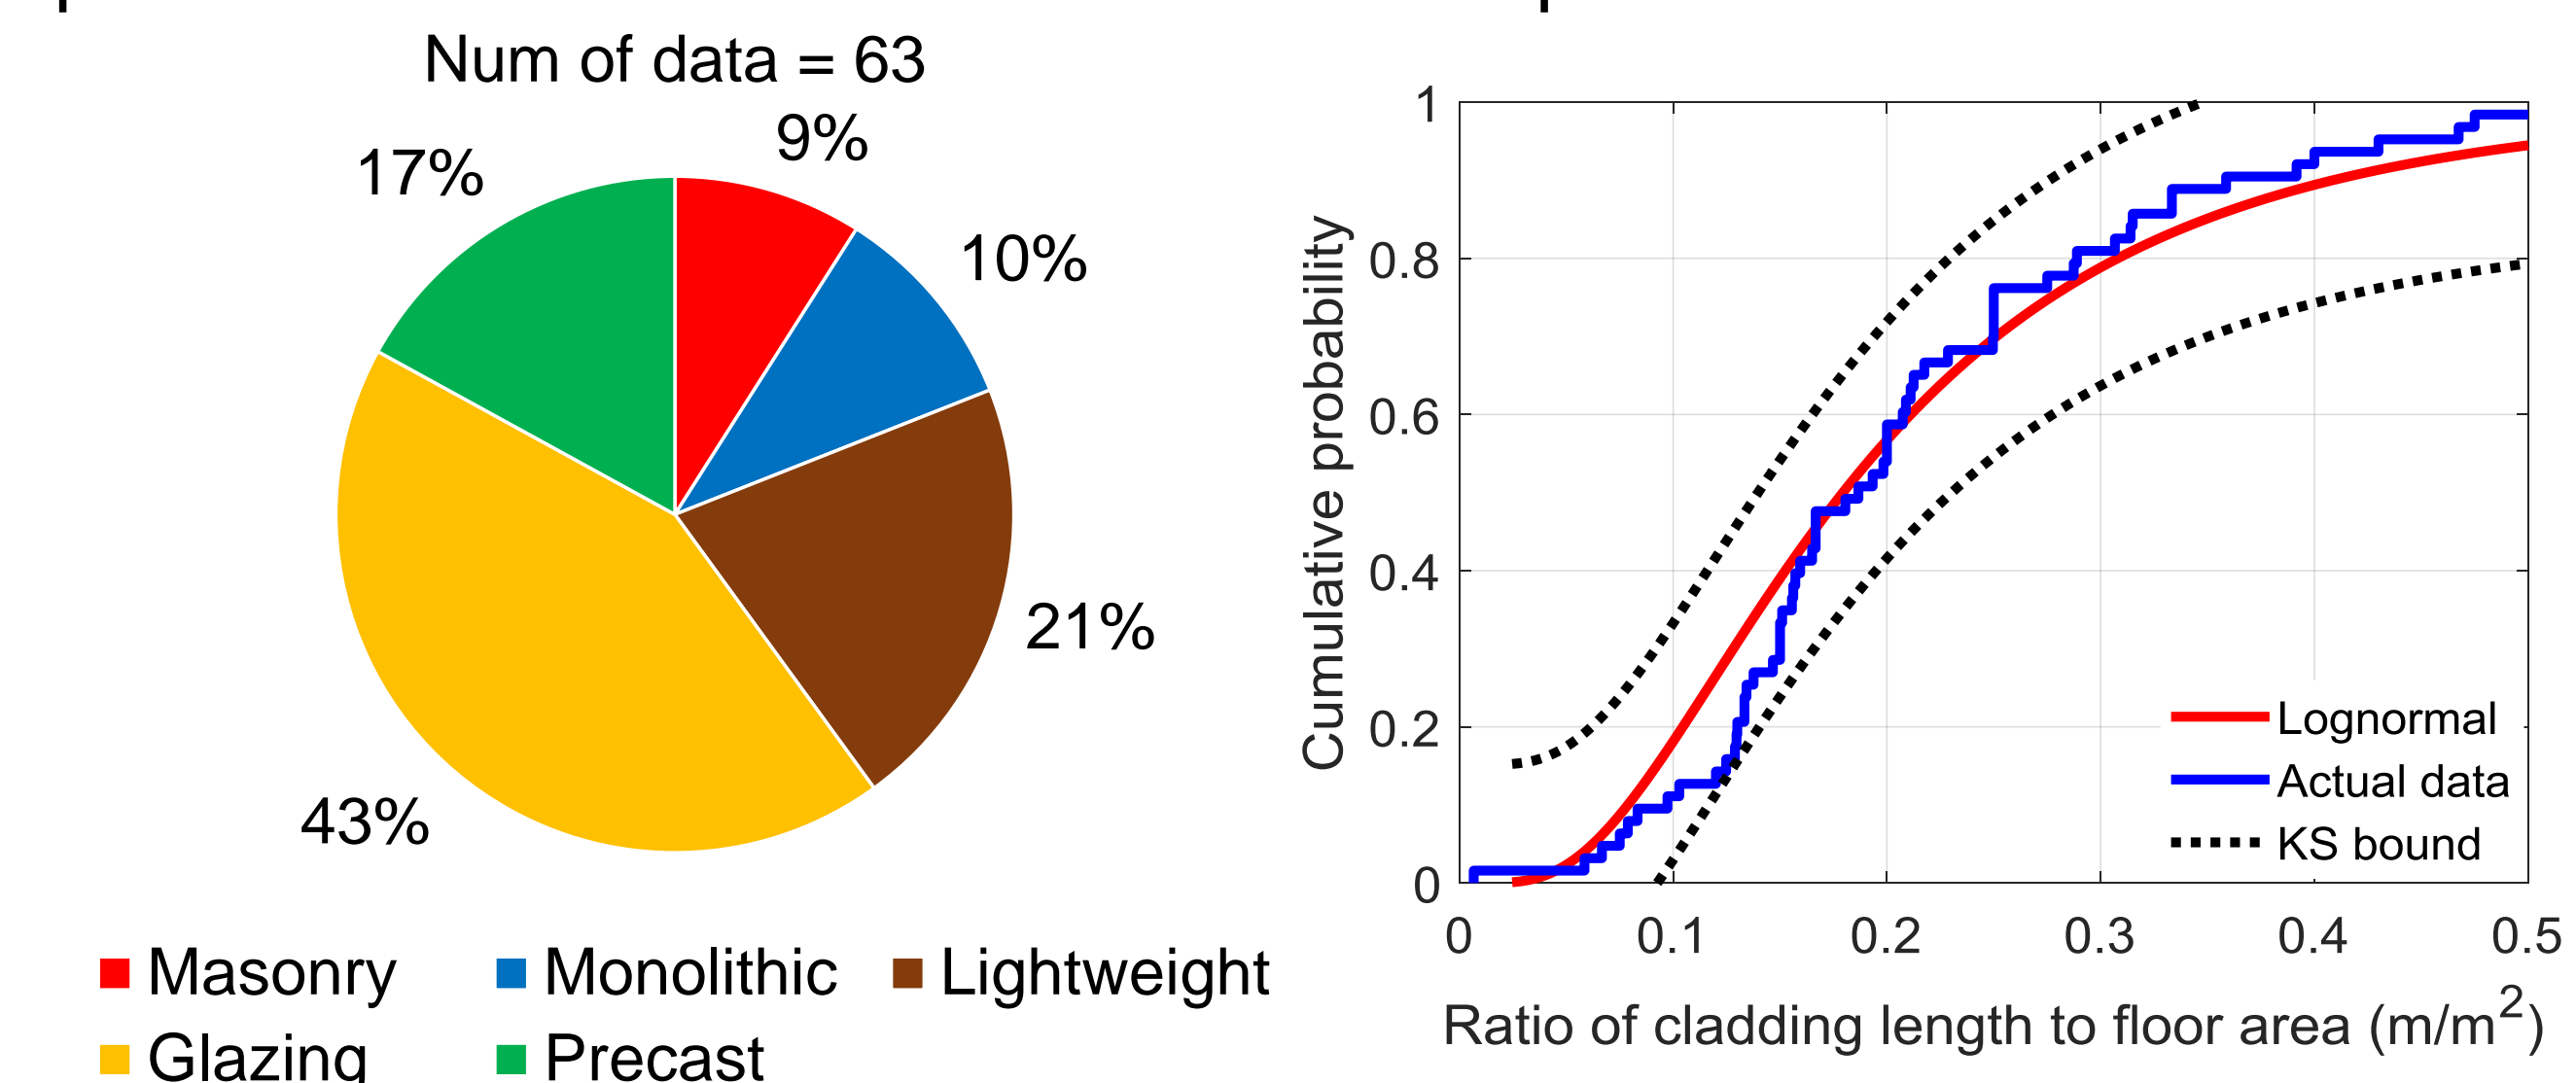 Num of data = 63
9%
17%
10%
21%
43%
Masonry
Monolithic
Lightweight
Glazing
Precast
Cumulative probability
1
0.8
0.6
0.4
0.2
0
0
0.1
0.2
0.3
0.4
0.5
Lognormal
Actual data
KS bound
Ratio of cladding length to floor area (m/m²)